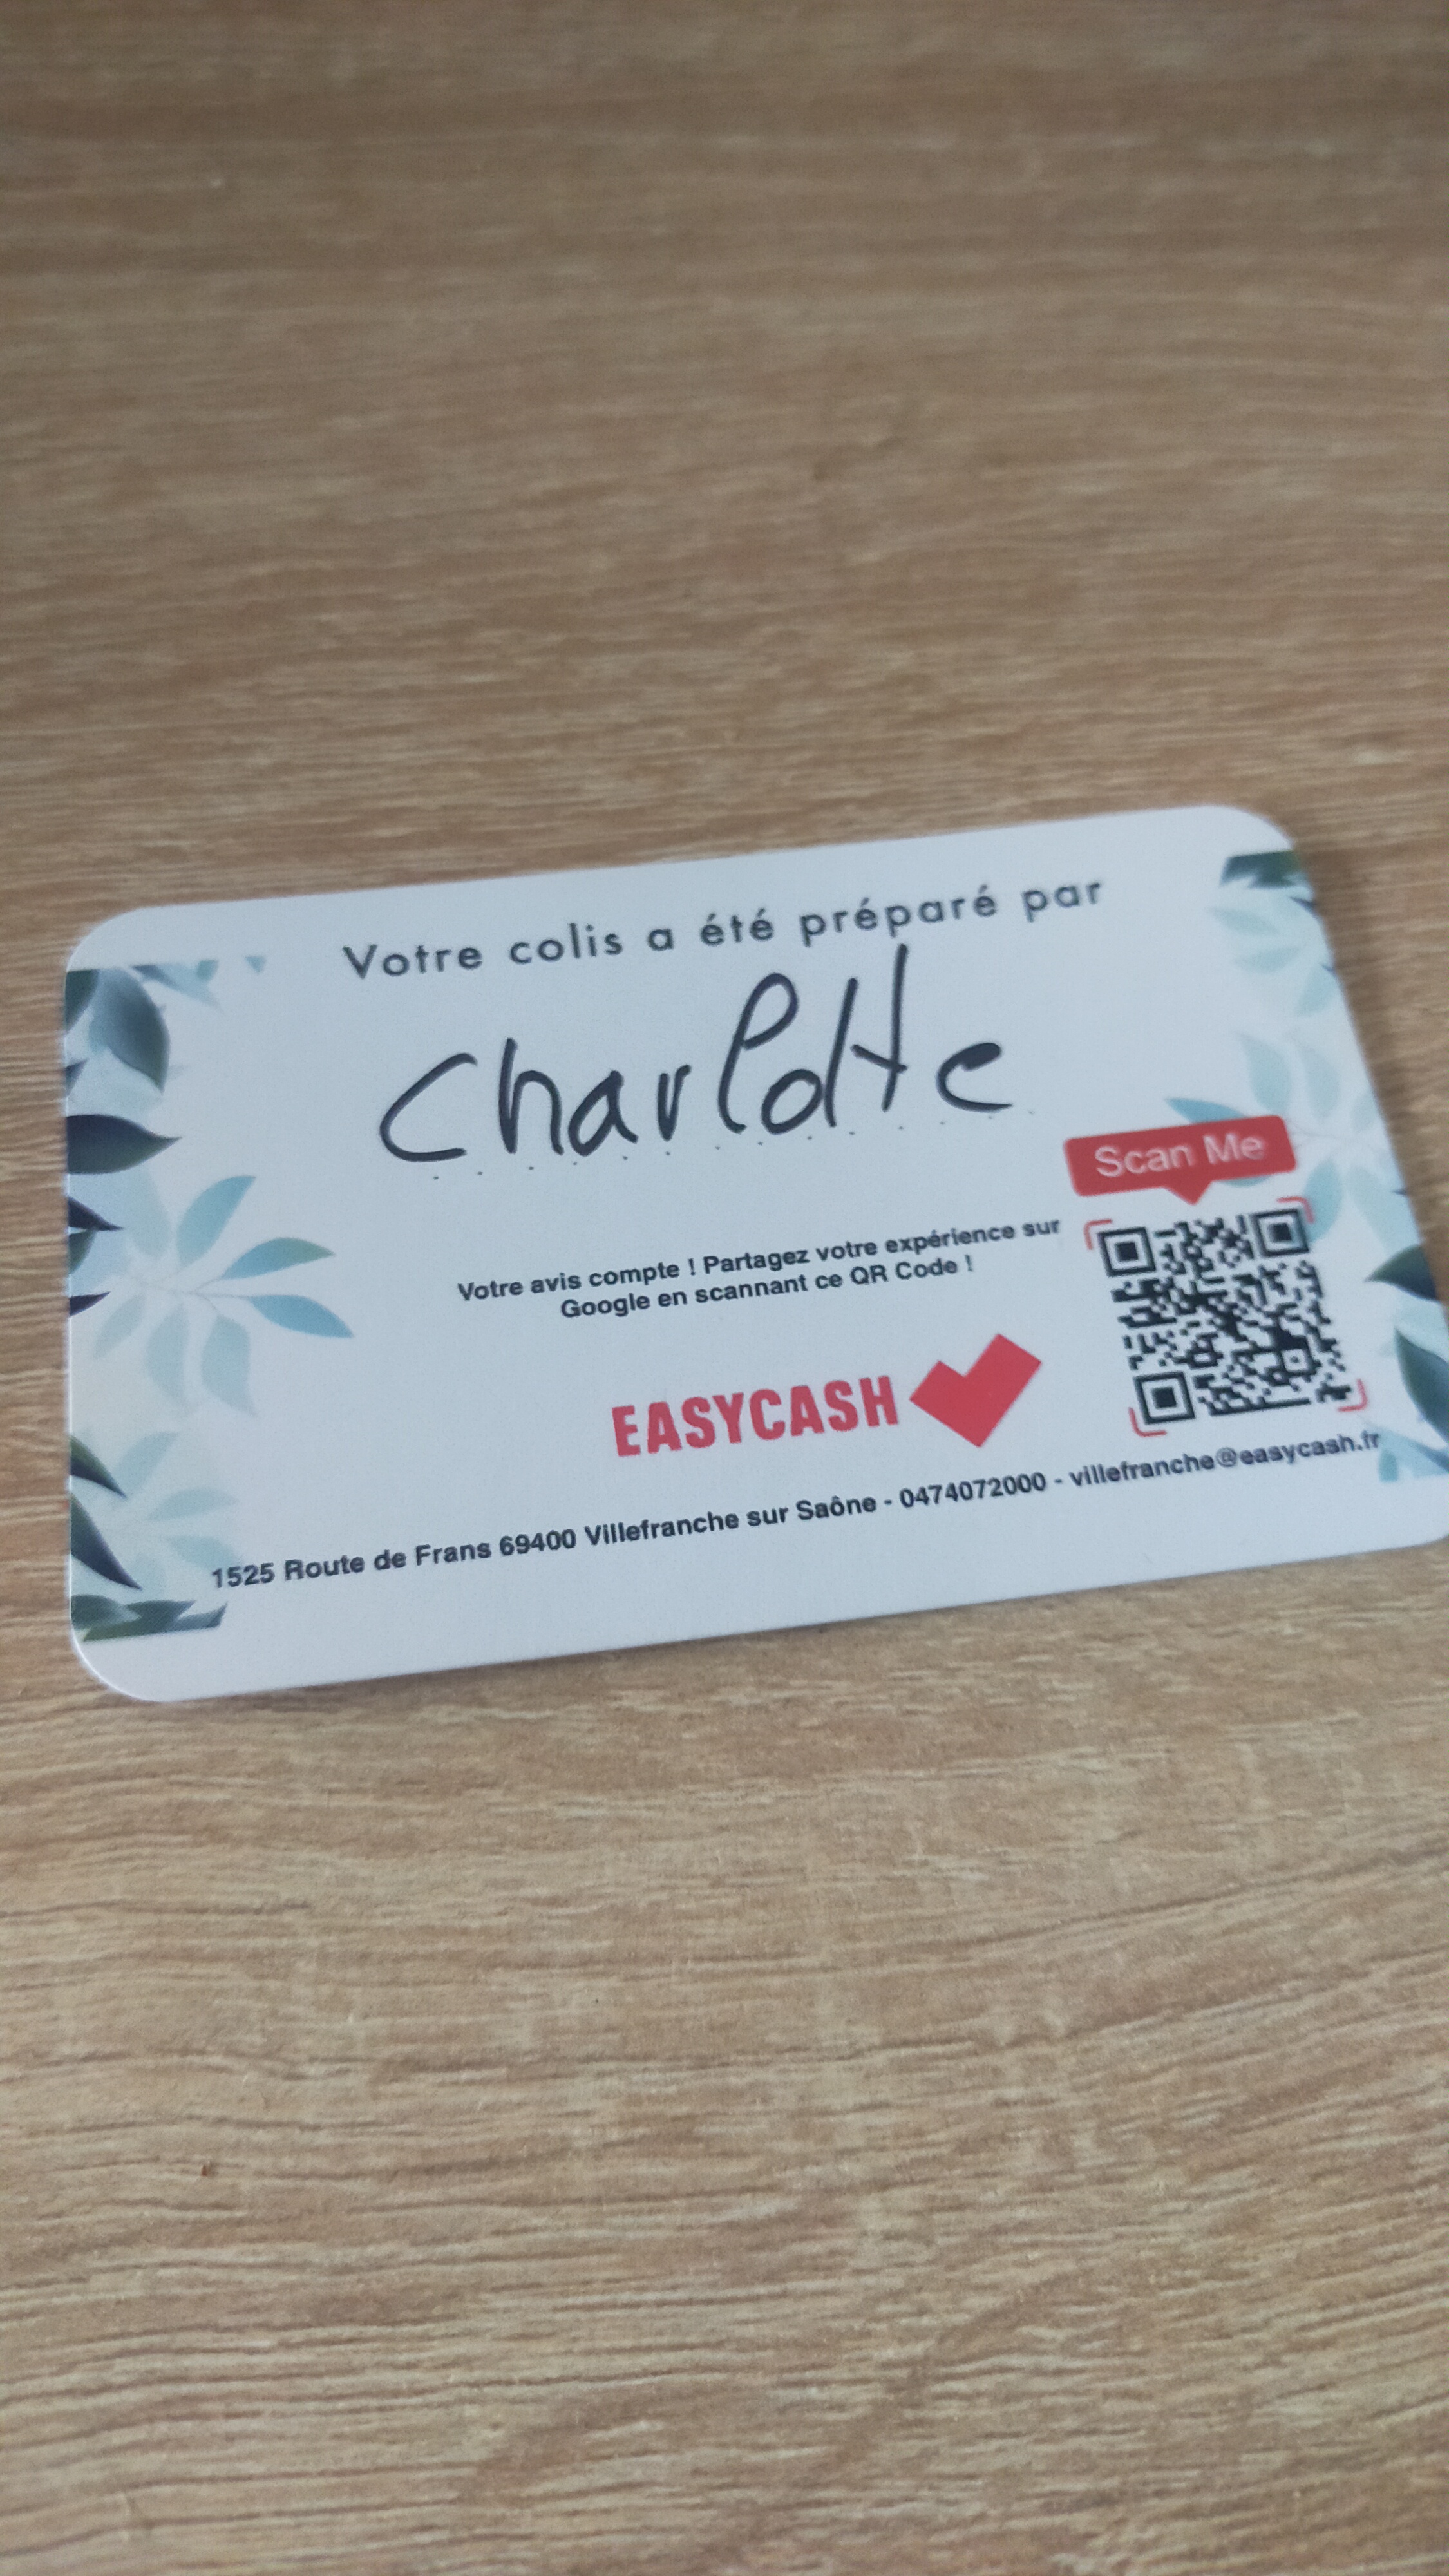 Votre colis a été préparé par
Charlotte
Scan Me
Votre avis compte ! Partagez votre expérience sur
Google en scannant ce QR Code !
EASYCASH
1525 Route de Frans 69400 Villefranche sur Saône - 0474072000 - villefranche@easycash.fr